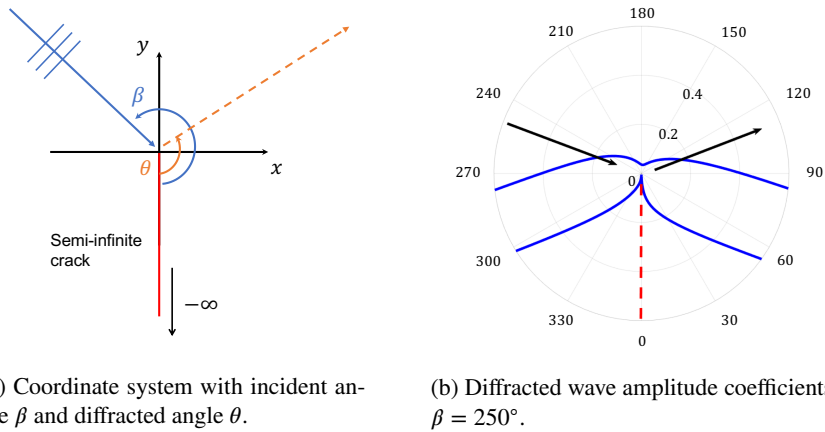 y
β
θ
x
Semi-infinite
crack
−∞
180
210
150
240
0.4
120
0.2
270
0
90
300
60
330
30
0
) Coordinate system with incident an-
e β and diffracted angle θ.
(b) Diffracted wave amplitude coefficient
β = 250°.